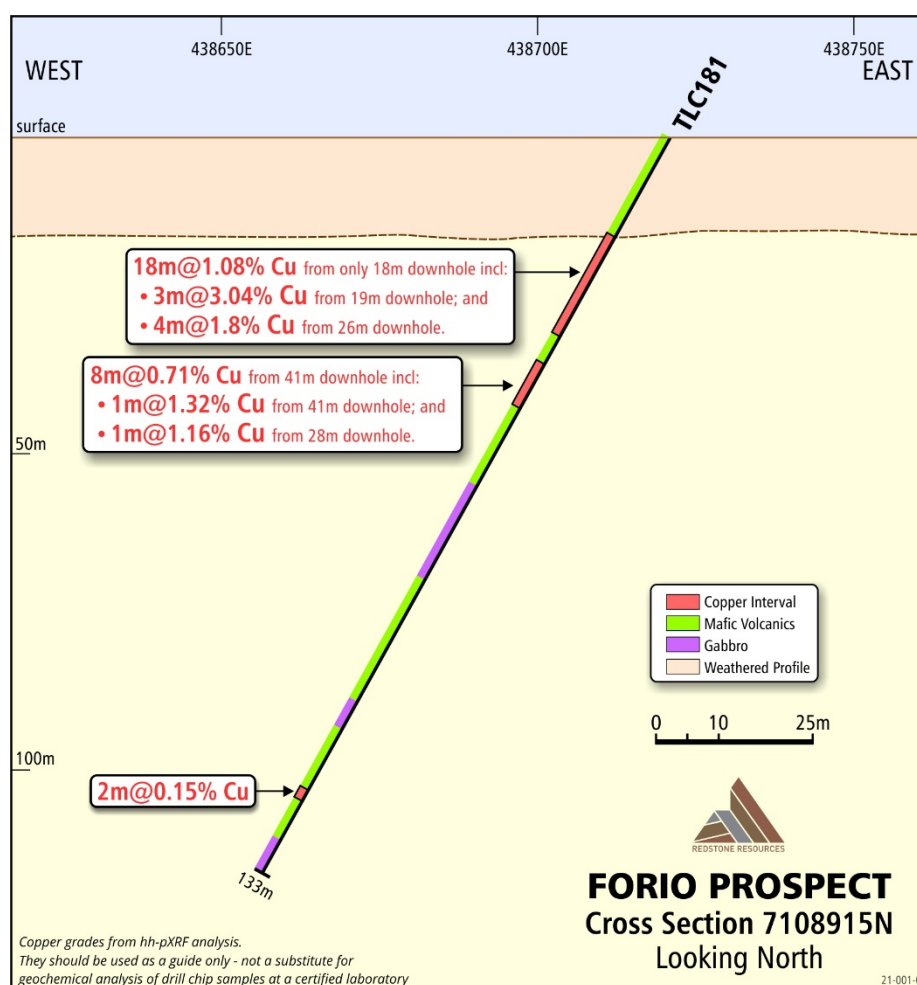 438650E
438700E
438750E
WEST
EAST
TLC181
surface
18m@1.08% Cu from only 18m downhole incl:
• 3m@3.04% Cu from 19m downhole; and
• 4m@1.8% Cu from 26m downhole.
8m@0.71% Cu from 41m downhole incl:
• 1m@1.32% Cu from 41m downhole; and
• 1m@1.16% Cu from 28m downhole.
50m
Copper Interval
Mafic Volcanics
Gabbro
Weathered Profile
0 10 25m
100m
2m@0.15% Cu
REDSTONE RESOURCES
133m
FORIO PROSPECT
Cross Section 7108915N
Looking North
Copper grades from hh-pXRF analysis.
They should be used as a guide only - not a substitute for
geochemical analysis of drill chip samples at a certified laboratory